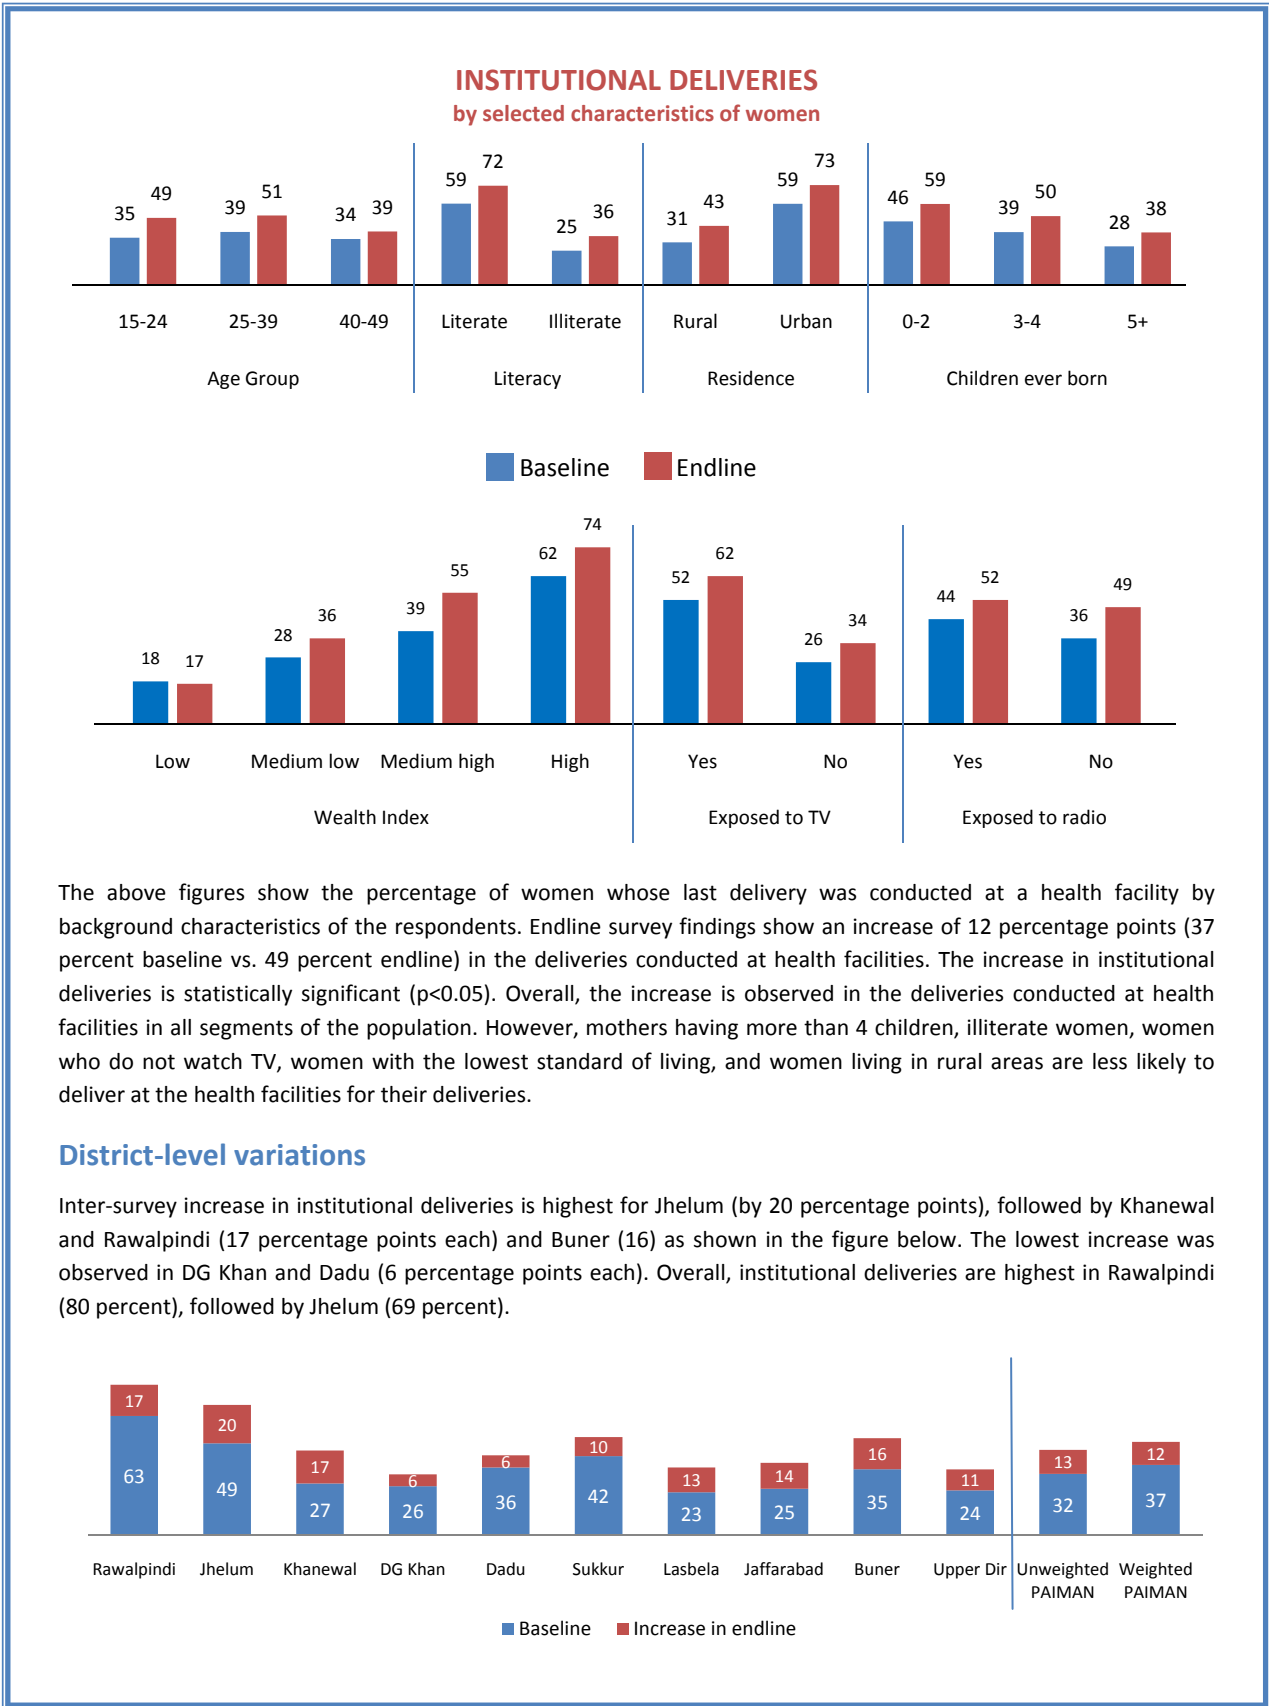 INSTITUTIONAL DELIVERIES
by selected characteristics of women
35 49 39 51 34 39 59 72 25 36 31 43 59 73 46 59 39 50 28 38
15-24 25-39 40-49 Literate Illiterate Rural Urban 0-2 3-4 5+
Age Group Literacy Residence Children ever born
Baseline Endline
18 17 28 36 39 55 62 74 52 62 26 34 44 52 36 49
Low Medium low Medium high High Yes No Yes No
Wealth Index Exposed to TV Exposed to radio
The above figures show the percentage of women whose last delivery was conducted at a health facility by
background characteristics of the respondents. Endline survey findings show an increase of 12 percentage points (37
percent baseline vs. 49 percent endline) in the deliveries conducted at health facilities. The increase in institutional
deliveries is statistically significant (p<0.05). Overall, the increase is observed in the deliveries conducted at health
facilities in all segments of the population. However, mothers having more than 4 children, illiterate women, women
who do not watch TV, women with the lowest standard of living, and women living in rural areas are less likely to
deliver at the health facilities for their deliveries.
District-level variations
Inter-survey increase in institutional deliveries is highest for Jhelum (by 20 percentage points), followed by Khanewal
and Rawalpindi (17 percentage points each) and Buner (16) as shown in the figure below. The lowest increase was
observed in DG Khan and Dadu (6 percentage points each). Overall, institutional deliveries are highest in Rawalpindi
(80 percent), followed by Jhelum (69 percent).
17 20 17 6 6 10 13 14 16 11 13 12
63 49 27 26 36 42 23 25 35 24 32 37
Rawalpindi Jhelum Khanewal DG Khan Dadu Sukkur Lasbela Jaffarabad Buner Upper Dir Unweighted Weighted
PAIMAN PAIMAN
Baseline Increase in endline